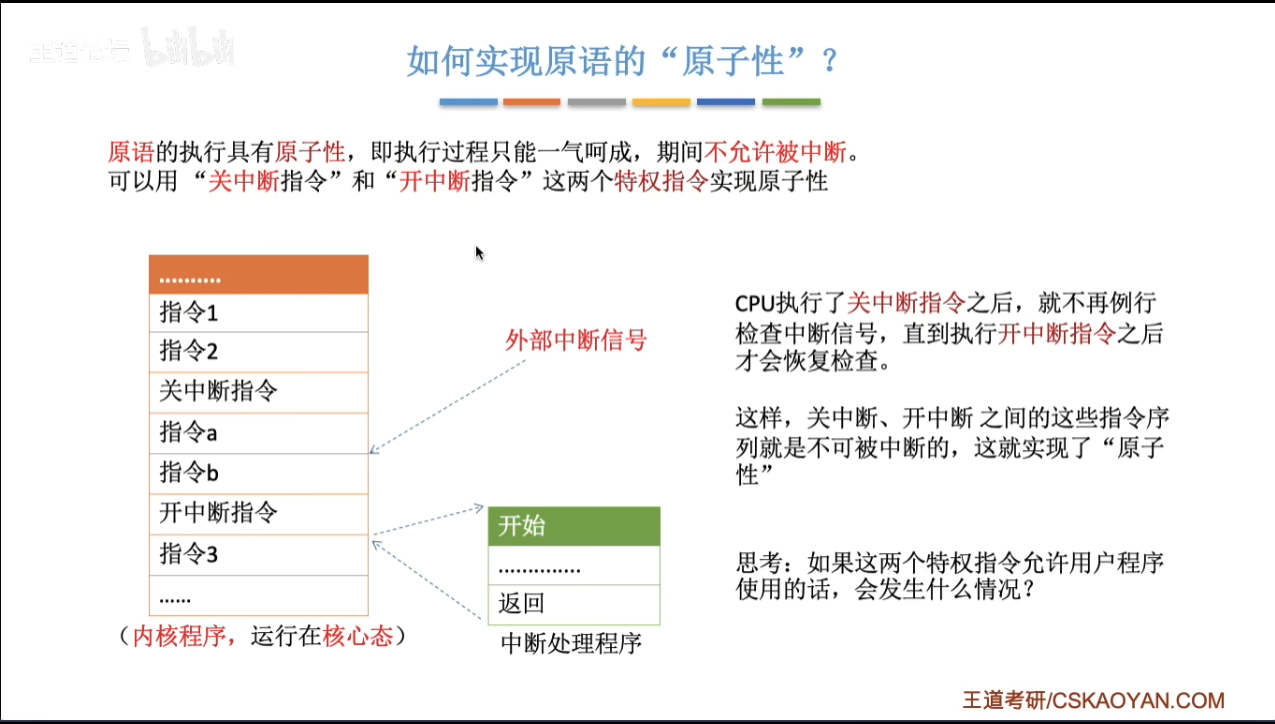 王道论坛 bilibili
如何实现原语的“原子性”？
原语的执行具有原子性，即执行过程只能一气呵成，期间不允许被中断。
可以用 “关中断指令”和“开中断指令”这两个特权指令实现原子性
..........
指令1
指令2
关中断指令
指令a
指令b
开中断指令
指令3
......
（内核程序，运行在核心态）
外部中断信号
开始
..............
返回
中断处理程序
CPU执行了关中断指令之后，就不再例行
检查中断信号，直到执行开中断指令之后
才会恢复检查。
这样，关中断、开中断 之间的这些指令序
列就是不可被中断的，这就实现了“原子
性”
思考：如果这两个特权指令允许用户程序
使用的话，会发生什么情况？
王道考研/CSKAOYAN.COM